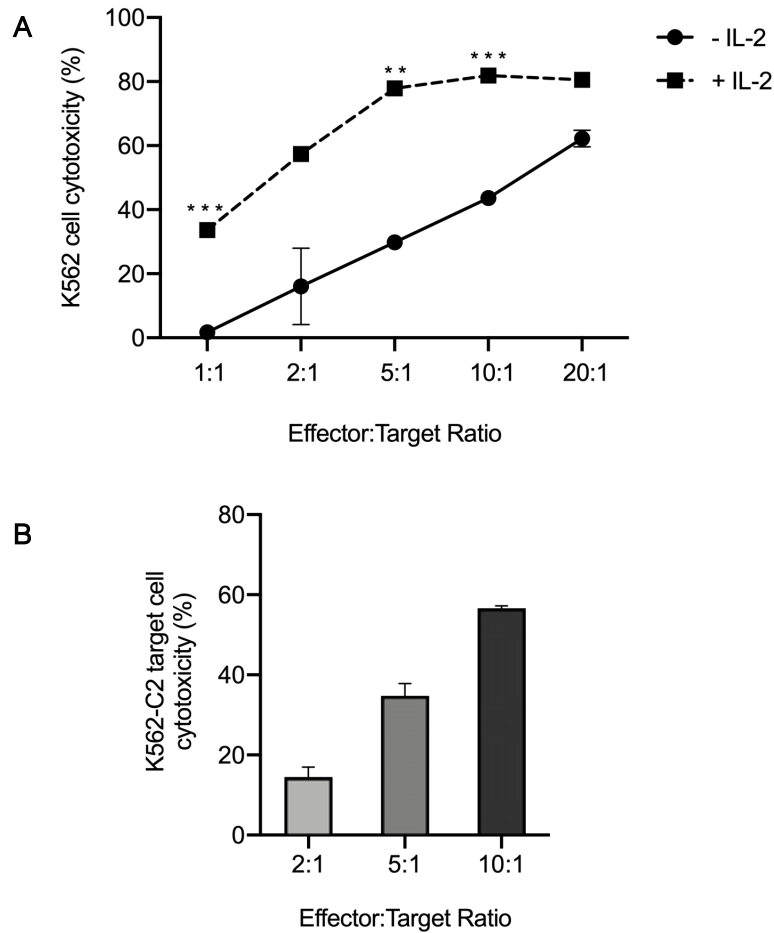 A
100
80
60
40
20
0
K562 cell cytotoxicity (%)
***
**
***
- IL-2
+ IL-2
1:1 2:1 5:1 10:1 20:1
Effector:Target Ratio
B
80
60
40
20
0
K562-C2 target cell
cytotoxicity (%)
2:1 5:1 10:1
Effector:Target Ratio